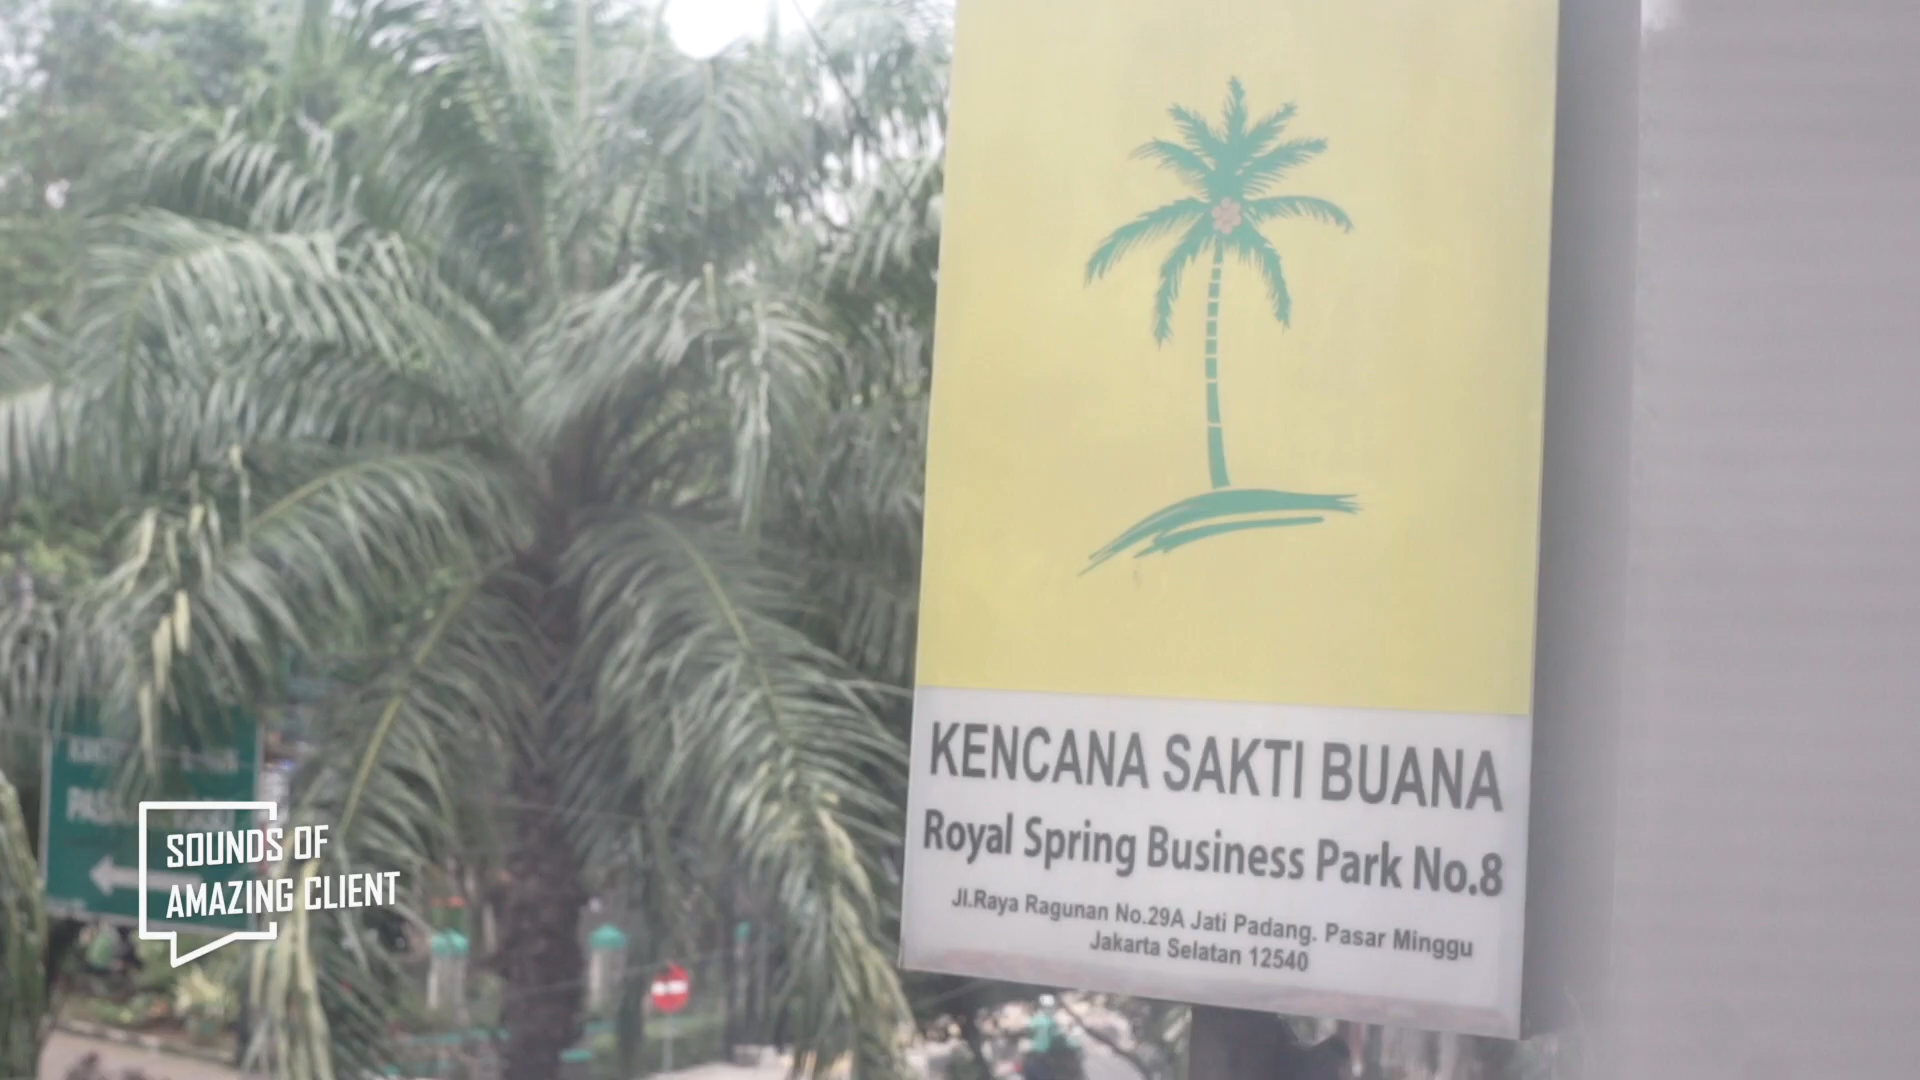 KENCANA SAKTI BUANA
Royal Spring Business Park No.8
Jl.Raya Ragunan No.29A Jati Padang. Pasar Minggu
Jakarta Selatan 12540
SOUNDS OF
AMAZING CLIENT